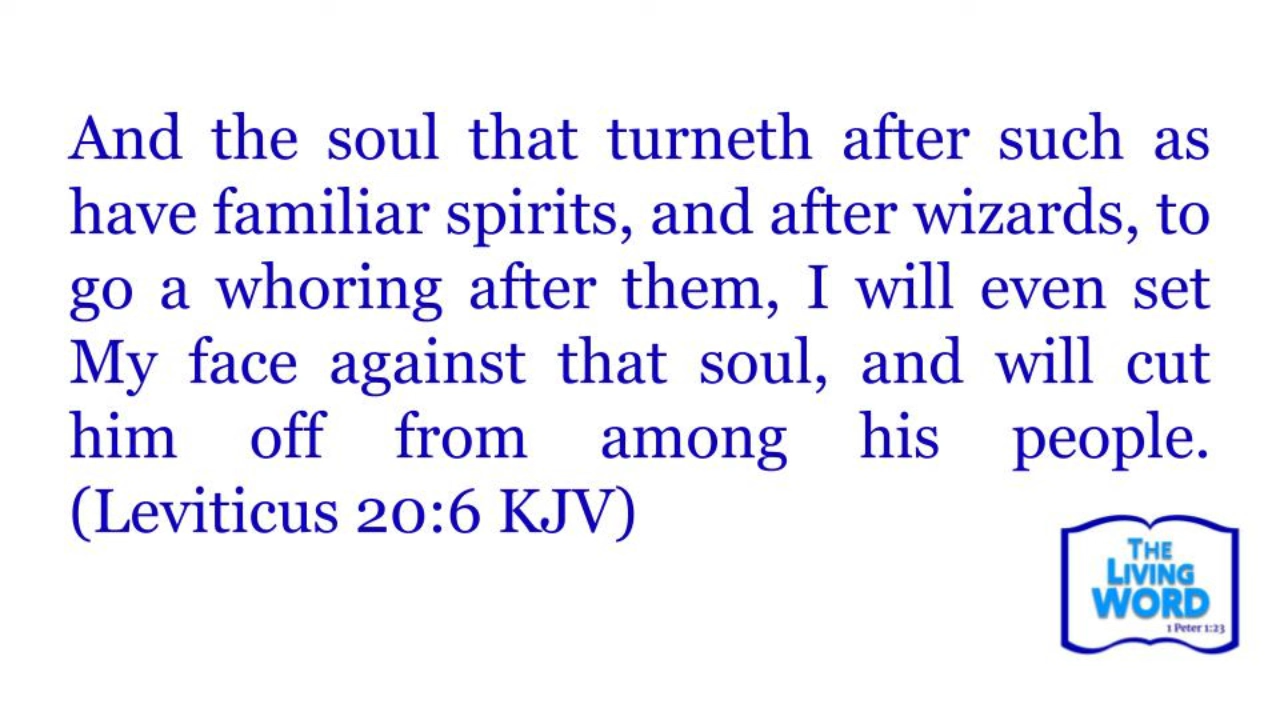 And the soul that turneth after such as
have familiar spirits, and after wizards, to
go a whoring after them, I will even set
My face against that soul, and will cut
him off from among his people.
(Leviticus 20:6 KJV)
THE
LIVING
WORD
1 Peter 1:23